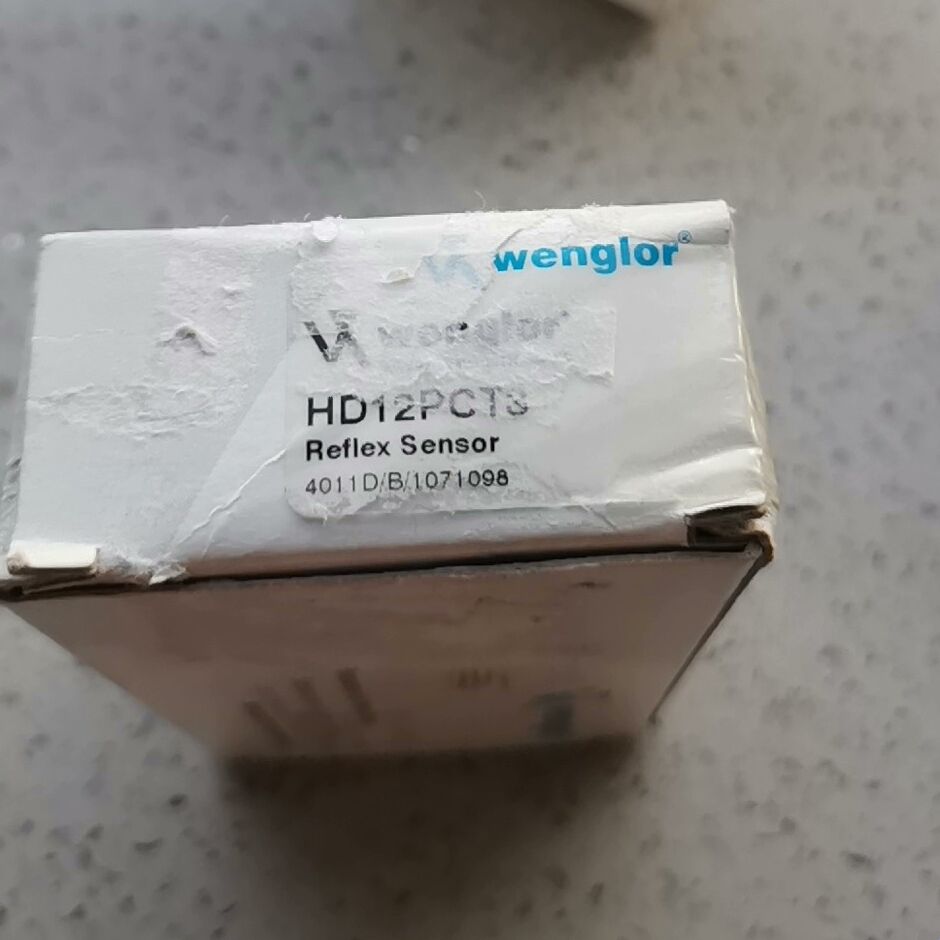 wenglor®
wenglor®
HD12PCT3
Reflex Sensor
4011D/B/1071098